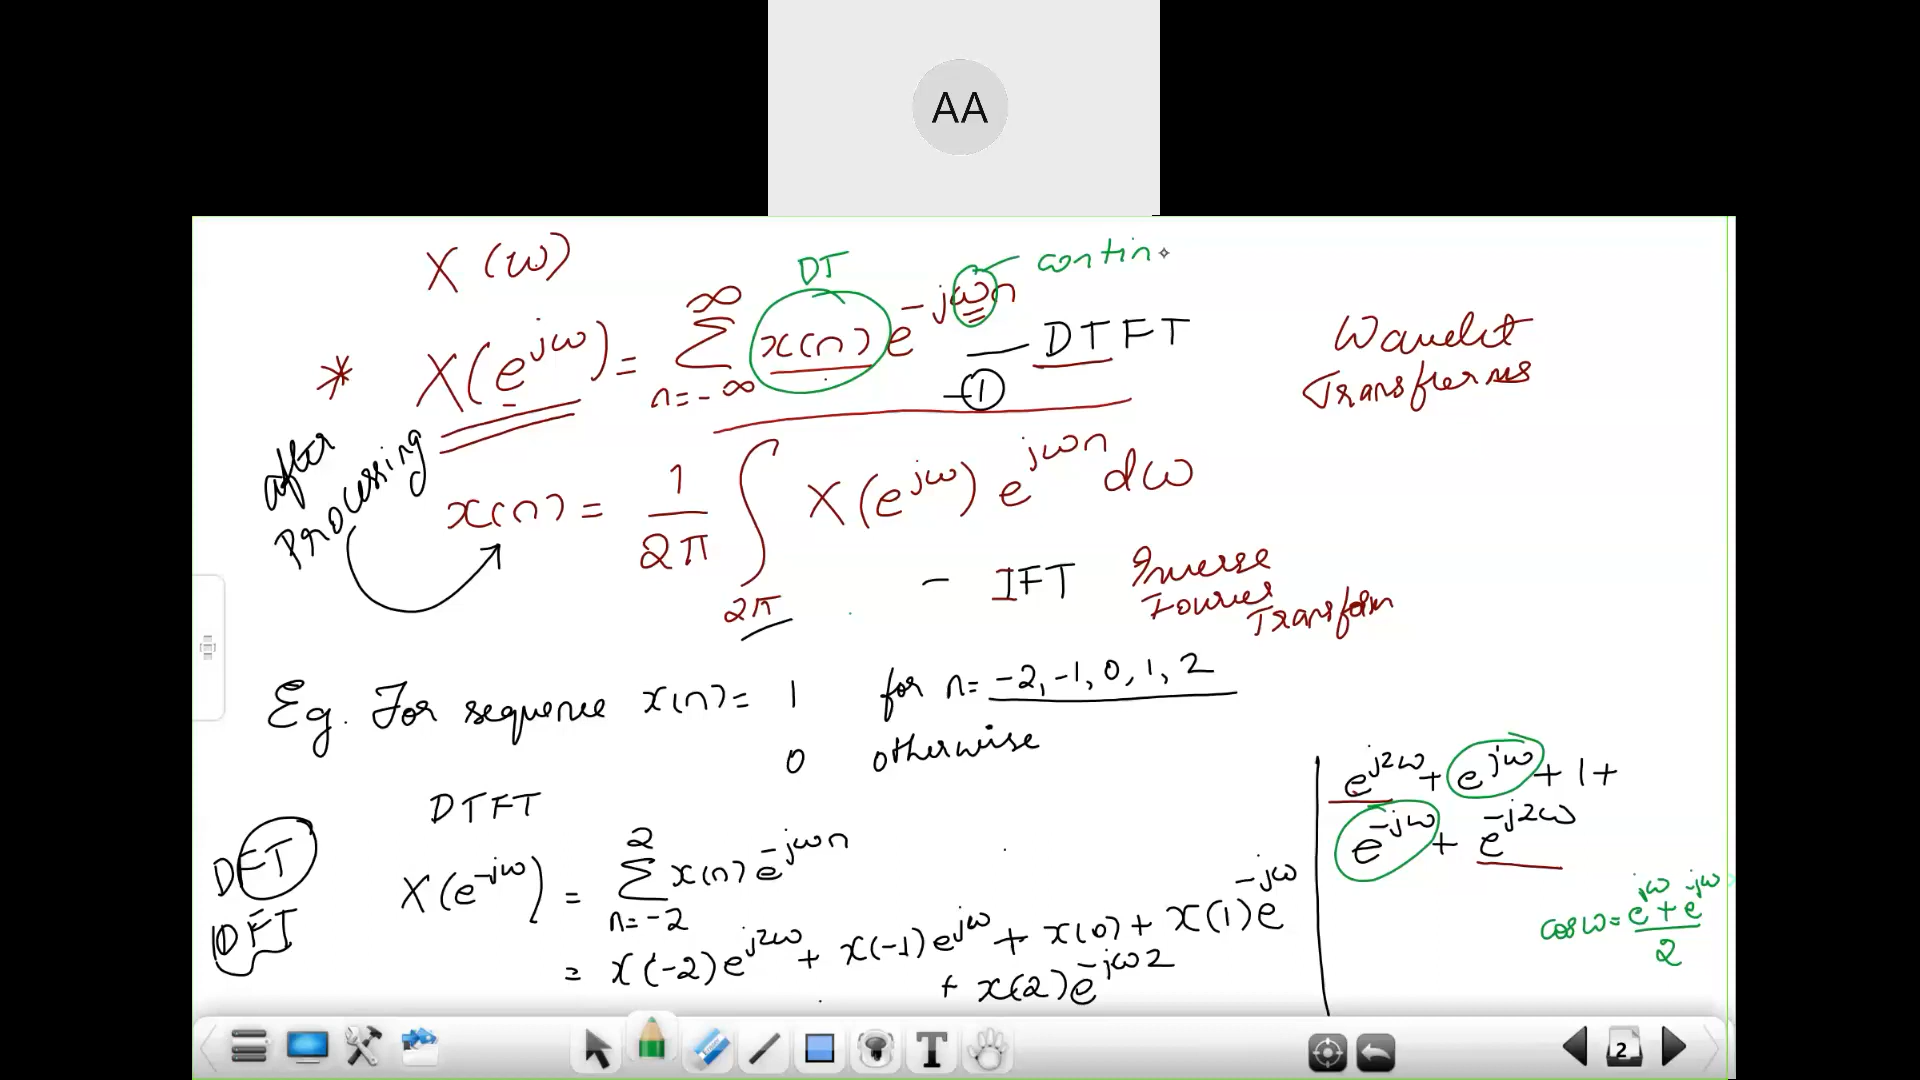 AA
X(ω)
DT
contin
* X(e^{jω}) = Σ_{n=-∞}^{∞} x(n) e^{-jωn} — DTFT
-①
Wavelet
Transforms
after
Processing
x(n) = 1/2π ∫_{2π} X(e^{jω}) e^{jωn} dω
- IFT Inverse
Fourier
Transform
Eg. For sequence x(n) = 1 for n = -2, -1, 0, 1, 2
0 otherwise
DTFT
DFT
IDFT
X(e^{-jω}) = Σ_{n=-2}^{2} x(n) e^{-jωn}
= x(-2)e^{j2ω} + x(-1)e^{jω} + x(0) + x(1)e^{-jω}
+ x(2)e^{-jω2}
e^{j2ω} + e^{jω} + 1 +
e^{-jω} + e^{-j2ω}
cosω = e^{jω} + e^{-jω} / 2
T
2